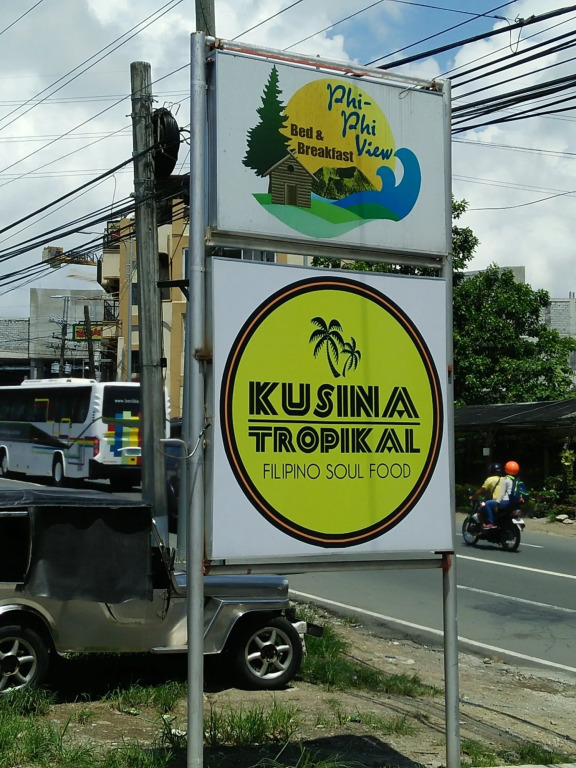 Phi-
Phi
View
Bed &
Breakfast
KUSINA
TROPIKAL
FILIPINO SOUL FOOD